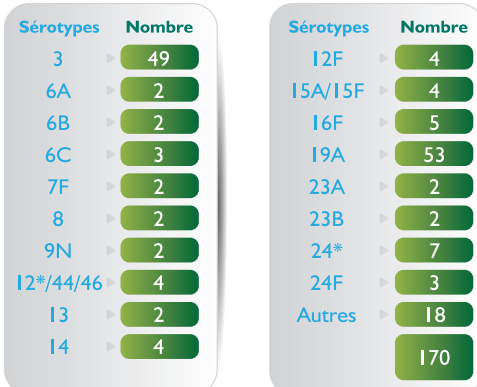 Sérotypes Nombre
3 49
6A 2
6B 2
6C 3
7F 2
8 2
9N 2
12*/44/46 4
13 2
14 4
Sérotypes Nombre
12F 4
15A/15F 4
16F 5
19A 53
23A 2
23B 2
24* 7
24F 3
Autres 18
170